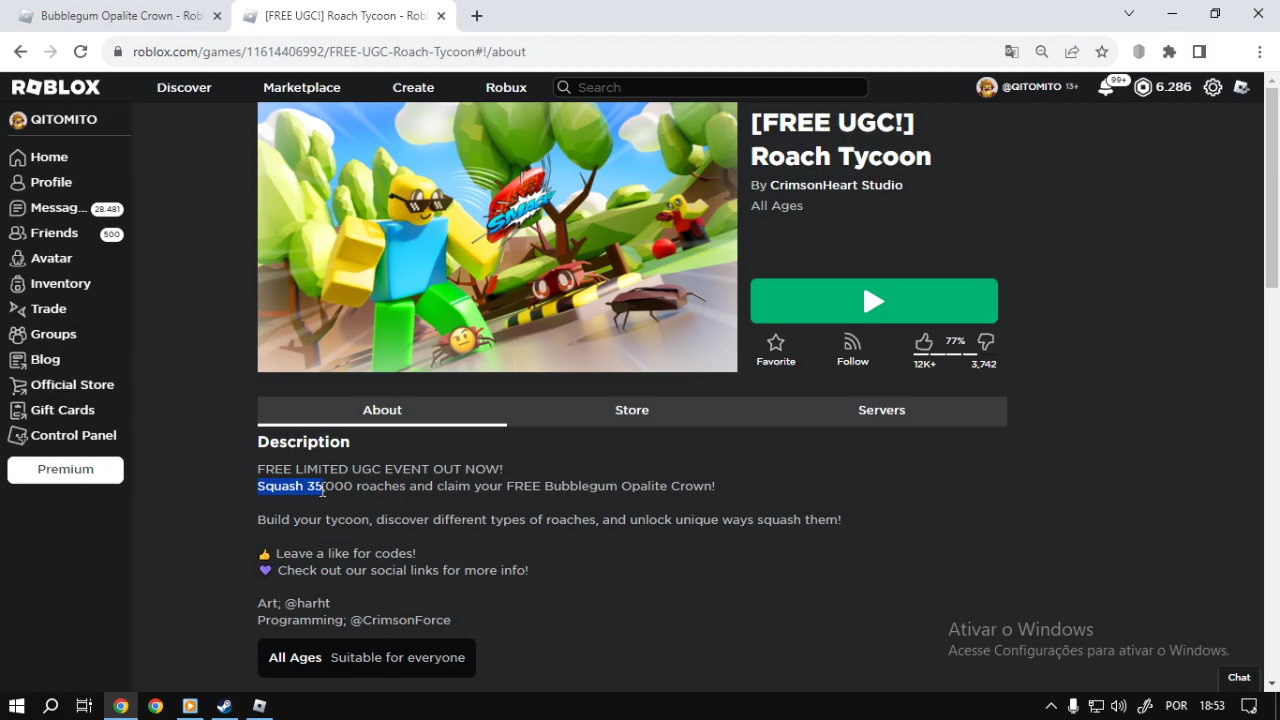 Bubblegum Opalite Crown - Rob
[FREE UGC!] Roach Tycoon - Robl
roblox.com/games/11614406992/FREE-UGC-Roach-Tycoon#!/about
ROBLOX
Discover
Marketplace
Create
Robux
Search
@QITOMITO 13+
99+
6.286
QITOMITO
Home
Profile
Messag... 28.481
Friends 500
Avatar
Inventory
Trade
Groups
Blog
Official Store
Gift Cards
Control Panel
Premium
SMACK
[FREE UGC!]
Roach Tycoon
By CrimsonHeart Studio
All Ages
Favorite
Follow
77%
12K+
3,742
About
Store
Servers
Description
FREE LIMITED UGC EVENT OUT NOW!
Squash 35,000 roaches and claim your FREE Bubblegum Opalite Crown!
Build your tycoon, discover different types of roaches, and unlock unique ways squash them!
👍 Leave a like for codes!
💜 Check out our social links for more info!
Art; @harht
Programming; @CrimsonForce
All Ages Suitable for everyone
Ativar o Windows
Acesse Configurações para ativar o Windows.
Chat
POR
18:53